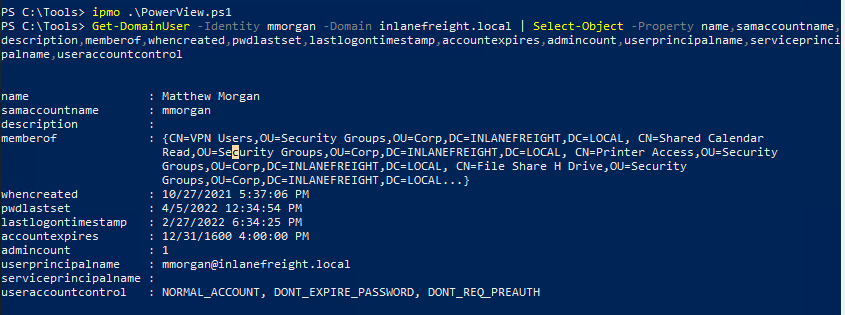 PS C:\Tools> ipmo .\PowerView.ps1
PS C:\Tools> Get-DomainUser -Identity mmorgan -Domain inlanefreight.local | Select-Object -Property name,samaccountname,
description,memberof,whencreated,pwdlastset,lastlogontimestamp,accountexpires,admincount,userprincipalname,serviceprinci
palname,useraccountcontrol
name : Matthew Morgan
samaccountname : mmorgan
description :
memberof : {CN=VPN Users,OU=Security Groups,OU=Corp,DC=INLANEFREIGHT,DC=LOCAL, CN=Shared Calendar
Read,OU=Security Groups,OU=Corp,DC=INLANEFREIGHT,DC=LOCAL, CN=Printer Access,OU=Security
Groups,OU=Corp,DC=INLANEFREIGHT,DC=LOCAL, CN=File Share H Drive,OU=Security
Groups,OU=Corp,DC=INLANEFREIGHT,DC=LOCAL...}
whencreated : 10/27/2021 5:37:06 PM
pwdlastset : 4/5/2022 12:34:54 PM
lastlogontimestamp : 2/27/2022 6:34:25 PM
accountexpires : 12/31/1600 4:00:00 PM
admincount : 1
userprincipalname : mmorgan@inlanefreight.local
serviceprincipalname :
useraccountcontrol : NORMAL_ACCOUNT, DONT_EXPIRE_PASSWORD, DONT_REQ_PREAUTH